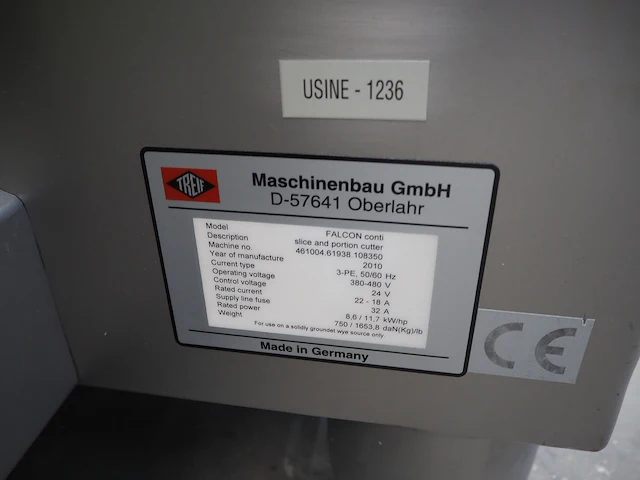 USINE - 1236
TREIF
Maschinenbau GmbH
D-57641 Oberlahr
Model FALCON conti
Description slice and portion cutter
Machine no. 461004.61938.108350
Year of manufacture 2010
Current type 3-PE, 50/60 Hz
Operating voltage 380-480 V
Control voltage 24 V
Rated current 22 - 18 A
Supply line fuse 32 A
Rated power 8,6 / 11,7 kW/hp
Weight 750 / 1653,8 daN(Kg)/lb
For use on a solidly groundet wye source only.
Made in Germany
CE